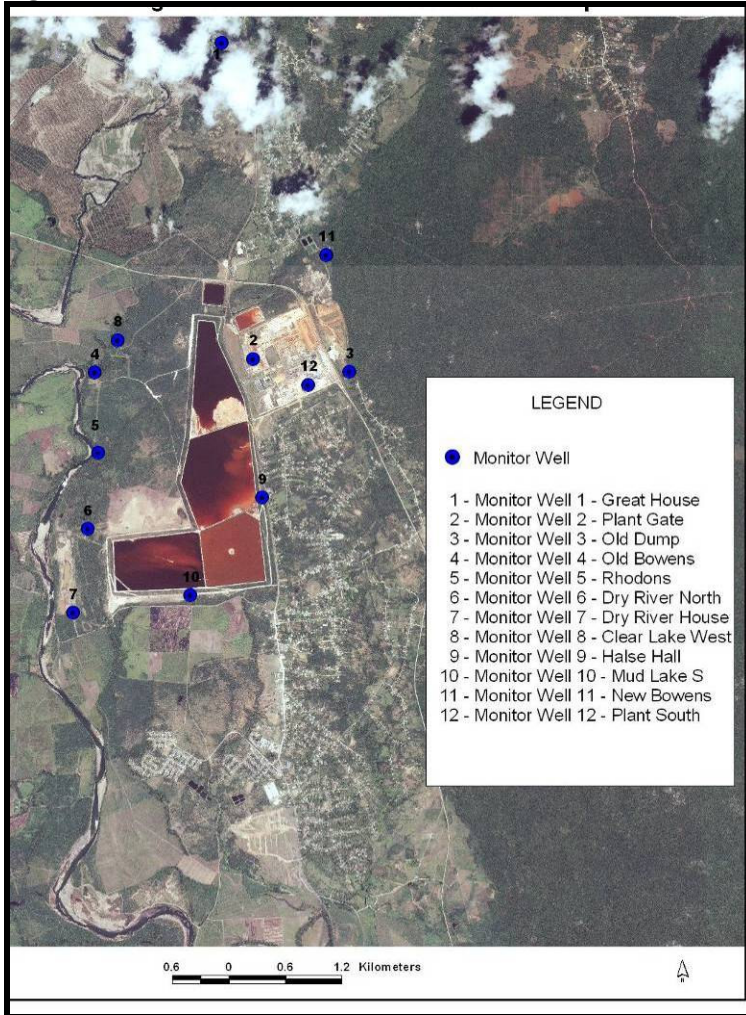 1
11
8
2
4
12
3
5
9
6
10
7
LEGEND
Monitor Well
1 - Monitor Well 1 - Great House
2 - Monitor Well 2 - Plant Gate
3 - Monitor Well 3 - Old Dump
4 - Monitor Well 4 - Old Bowens
5 - Monitor Well 5 - Rhodons
6 - Monitor Well 6 - Dry River North
7 - Monitor Well 7 - Dry River House
8 - Monitor Well 8 - Clear Lake West
9 - Monitor Well 9 - Halse Hall
10 - Monitor Well 10 - Mud Lake S
11 - Monitor Well 11 - New Bowens
12 - Monitor Well 12 - Plant South
0.6 0 0.6 1.2 Kilometers
N